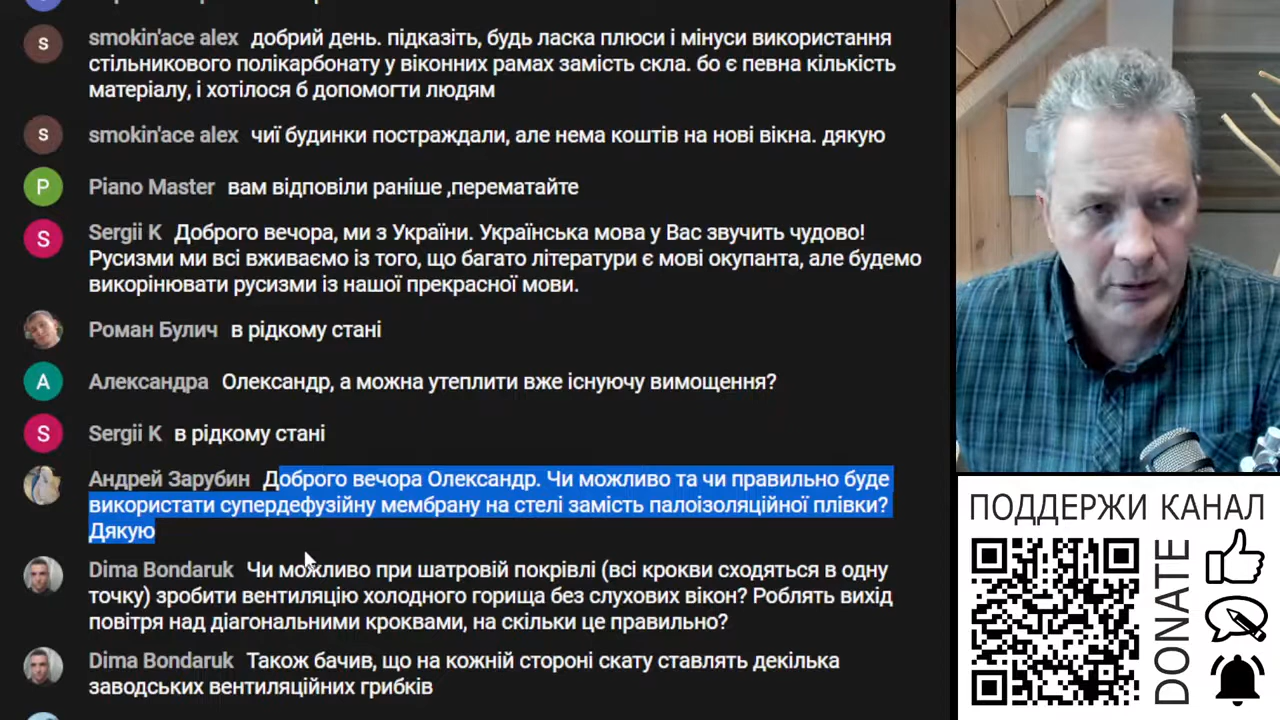 smokin'ace alex добрий день. підказіть, будь ласка плюси і мінуси використання
стільникового полікарбонату у віконних рамах замість скла. бо є певна кількість
матеріалу, і хотілося б допомогти людям
smokin'ace alex чиї будинки постраждали, але нема коштів на нові вікна. дякую
Piano Master вам відповіли раніше ,перематайте
Sergii K Доброго вечора, ми з України. Українська мова у Вас звучить чудово!
Русизми ми всі вживаємо із того, що багато літератури є мові окупанта, але будемо
викорінювати русизми із нашої прекрасної мови.
Роман Булич в рідкому стані
Александра Олександр, а можна утеплити вже існуючу вимощення?
Sergii K в рідкому стані
Андрей Зарубин Доброго вечора Олександр. Чи можливо та чи правильно буде
використати супердефузійну мембрану на стелі замість палоізоляційної плівки?
Дякую
Dima Bondaruk Чи можливо при шатровій покрівлі (всі крокви сходяться в одну
точку) зробити вентиляцію холодного горища без слухових вікон? Роблять вихід
повітря над діагональними кроквами, на скільки це правильно?
Dima Bondaruk Також бачив, що на кожній стороні скату ставлять декілька
заводських вентиляційних грибків
ПОДДЕРЖИ КАНАЛ
DONATE